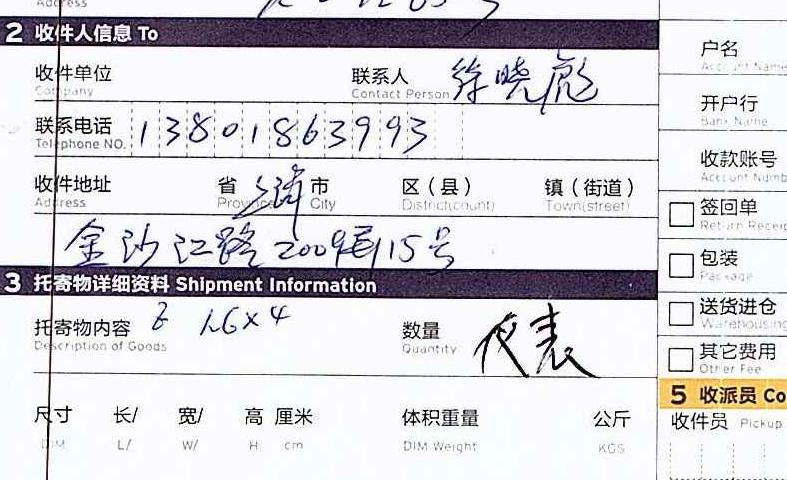 Address
2 收件人信息 To
收件单位 联系人 徐晓彪
Company Contact Person
联系电话 13801863993
Telephone NO.
收件地址 省 上海 市 区（县） 镇（街道）
Address Province City District(count) Town(street)
金沙江路2009弄15号
3 托寄物详细资料 Shipment Information
托寄物内容 数量
Description of Goods Quantity
尺寸 长/ 宽/ 高 厘米 体积重量 公斤
DIM L/ W/ H cm DIM Weight KGS
户名
Account Name
开户行
Bank Name
收款账号
Account Numb
签回单
Return Receip
包装
Package
送货进仓
Warehousing
其它费用
Other Fee
5 收派员 Co
收件员 Pickup